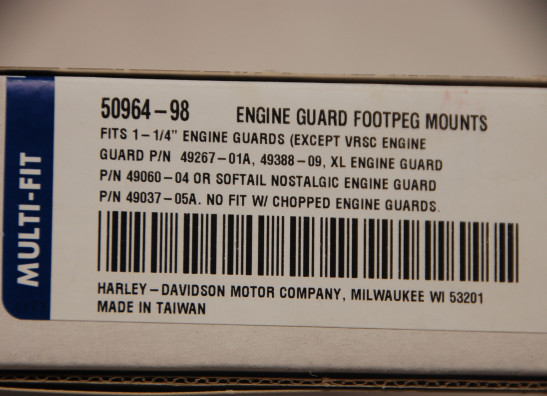 MULTI-FIT
50964-98 ENGINE GUARD FOOTPEG MOUNTS
FITS 1-1/4" ENGINE GUARDS (EXCEPT VRSC ENGINE
GUARD P/N 49267-01A, 49388-09, XL ENGINE GUARD
P/N 49060-04 OR SOFTAIL NOSTALGIC ENGINE GUARD
P/N 49037-05A. NO FIT W/ CHOPPED ENGINE GUARDS.
HARLEY-DAVIDSON MOTOR COMPANY, MILWAUKEE WI 53201
MADE IN TAIWAN